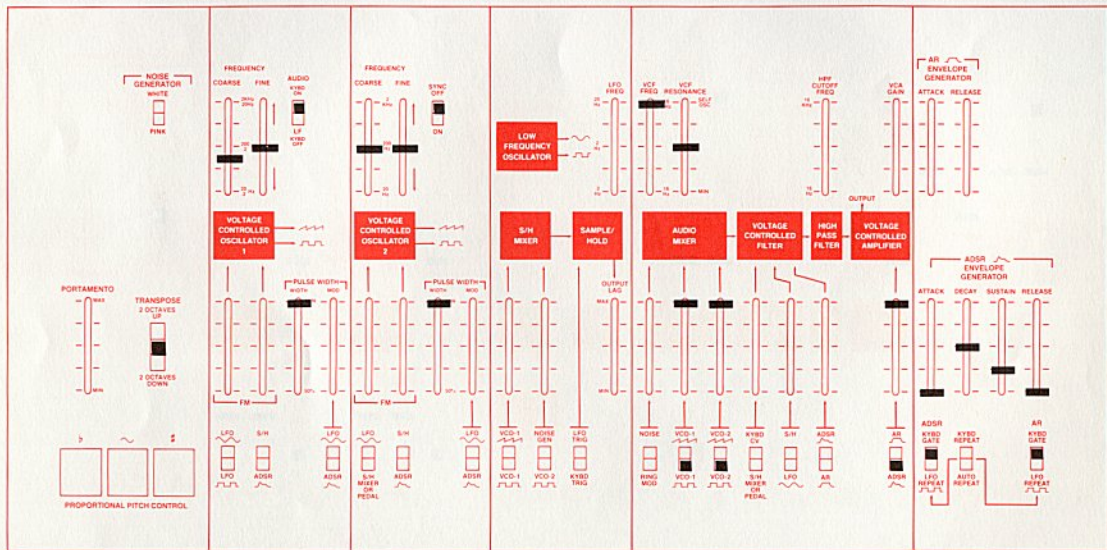 NOISE
GENERATOR
WHITE
PINK
PORTAMENTO
MAX
MIN
TRANSPOSE
2 OCTAVES
UP
2 OCTAVES
DOWN
♭
♯
PROPORTIONAL PITCH CONTROL
FREQUENCY
COARSE
FINE
AUDIO
KYBD
ON
LF
KYBD
OFF
VOLTAGE
CONTROLLED
OSCILLATOR
1
PULSE WIDTH
WIDTH
MOD
FM
LFO
S/H
LFO
LFO
ADSR
ADSR
FREQUENCY
COARSE
FINE
SYNC
OFF
ON
VOLTAGE
CONTROLLED
OSCILLATOR
2
PULSE WIDTH
WIDTH
MOD
FM
LFO
S/H
LFO
S/H
MIXER
OR
PEDAL
ADSR
ADSR
LFO
FREQ
LOW
FREQUENCY
OSCILLATOR
S/H
MIXER
SAMPLE/
HOLD
OUTPUT
LAG
MAX
MIN
VCO-1
NOISE
GEN
LFO
TRIG
VCO-1
VCO-2
KYBD
TRIG
VCF
FREQ
VCF
RESONANCE
SELF
OSC
MIN
HPF
CUTOFF
FREQ
VCA
GAIN
OUTPUT
AUDIO
MIXER
VOLTAGE
CONTROLLED
FILTER
HIGH
PASS
FILTER
VOLTAGE
CONTROLLED
AMPLIFIER
NOISE
VCO-1
VCO-2
KYBD
CV
S/H
ADSR
AR
RING
MOD
VCO-1
VCO-2
S/H
MIXER
OR
PEDAL
LFO
AR
ADSR
AR
ENVELOPE
GENERATOR
ATTACK
RELEASE
ADSR
ENVELOPE
GENERATOR
ATTACK
DECAY
SUSTAIN
RELEASE
ADSR
KYBD
GATE
KYBD
REPEAT
AR
KYBD
GATE
LFO
REPEAT
AUTO
REPEAT
LFO
REPEAT